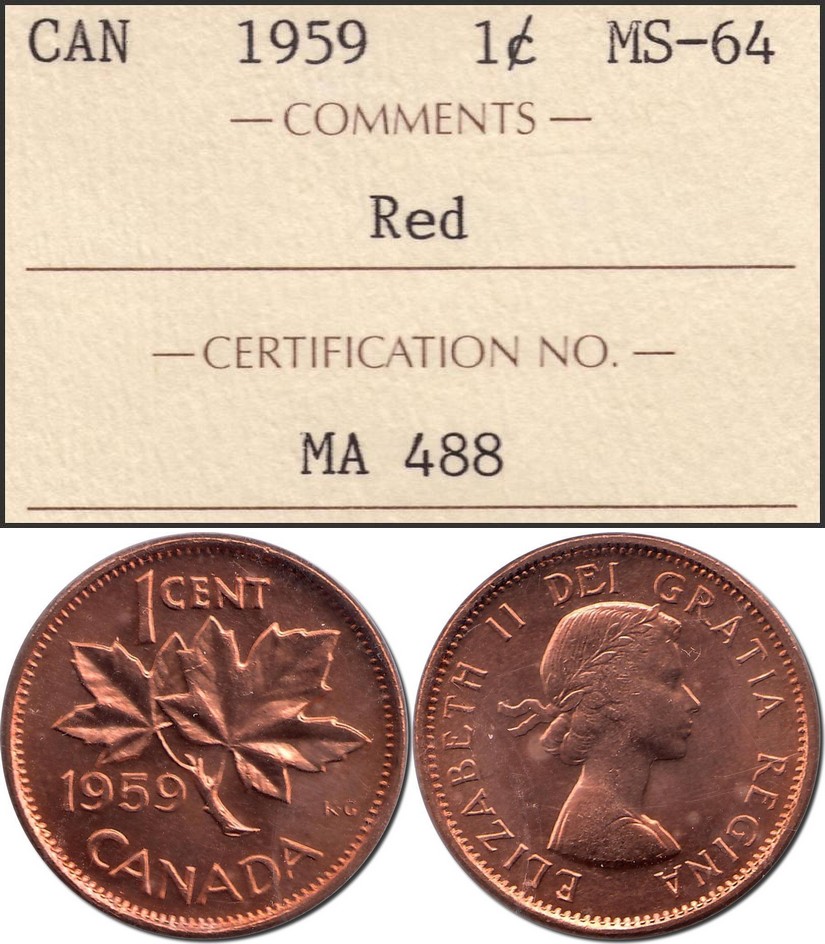 CAN 1959 1¢ MS-64
— COMMENTS —
Red
— CERTIFICATION NO. —
MA 488
1 CENT
1959
KG
CANADA
ELIZABETH II DEI GRATIA REGINA